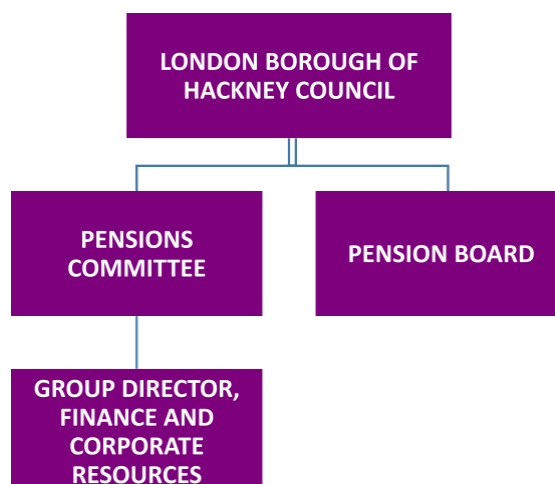 LONDON BOROUGH OF
HACKNEY COUNCIL
PENSIONS
COMMITTEE
PENSION BOARD
GROUP DIRECTOR,
FINANCE AND
CORPORATE
RESOURCES